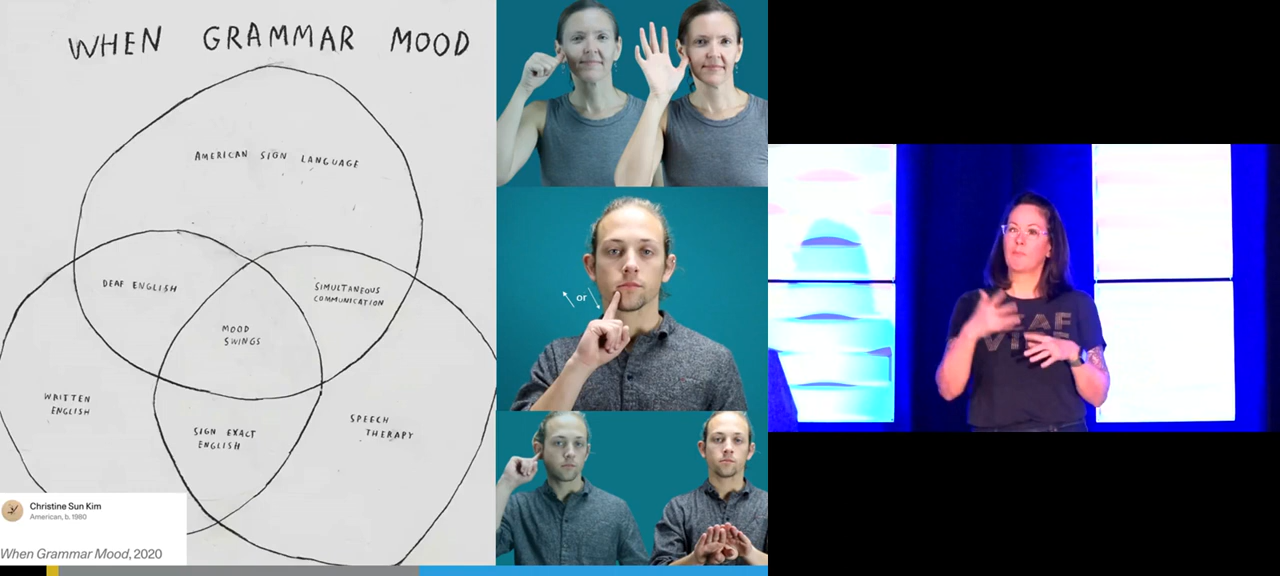 WHEN GRAMMAR MOOD
AMERICAN SIGN LANGUAGE
DEAF ENGLISH
SIMULTANEOUS
COMMUNICATION
MOOD
SWINGS
WRITTEN
ENGLISH
SIGN EXACT
ENGLISH
SPEECH
THERAPY
Christine Sun Kim
American, b. 1980
When Grammar Mood, 2020
or